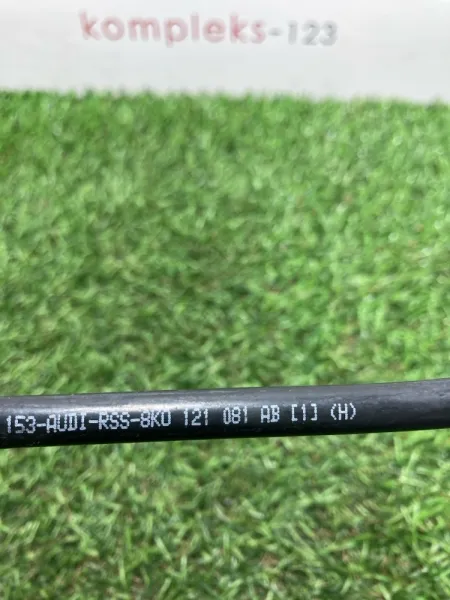 kompleks-123
153-AUDI-RSS-8K0 121 081 AB [1] (H)